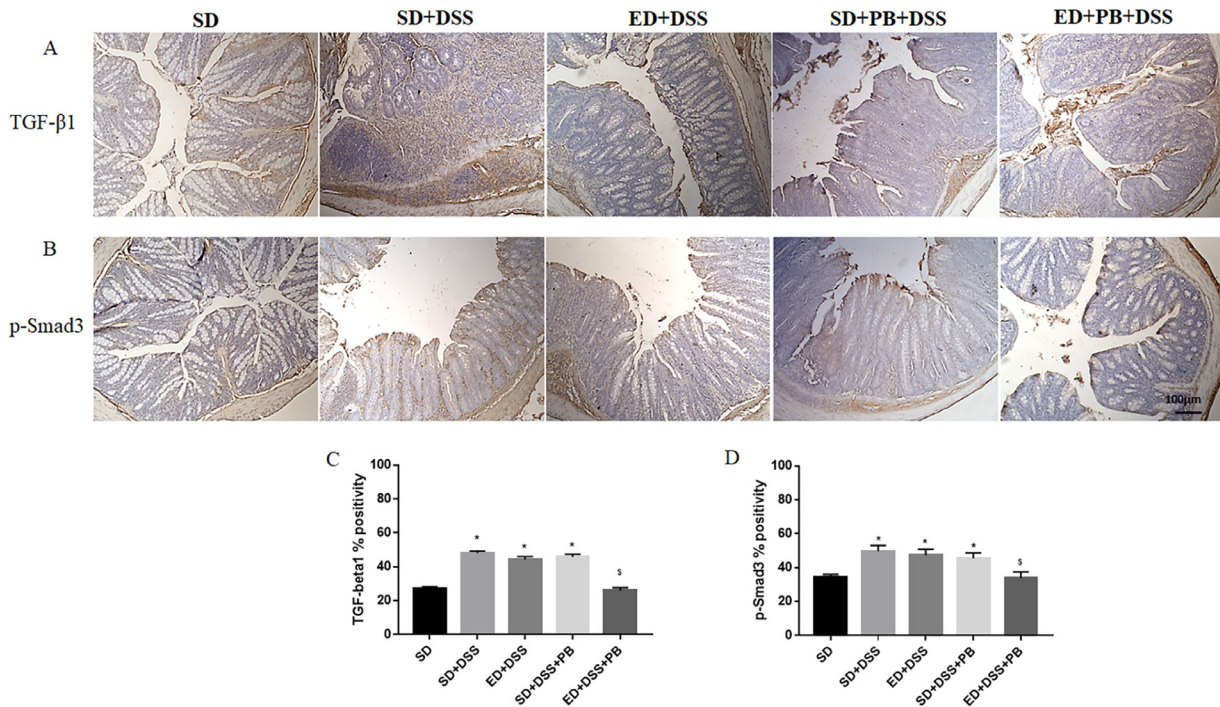 SD SD+DSS ED+DSS SD+PB+DSS ED+PB+DSS
A
TGF-β1
B
p-Smad3
100μm
C
100
80
60
40
20
0
TGF-beta1 % positivity
* * * $
SD SD+DSS ED+DSS SD+DSS+PB ED+DSS+PB
D
100
80
60
40
20
0
p-Smad3 % positivity
* * * $
SD SD+DSS ED+DSS SD+DSS+PB ED+DSS+PB